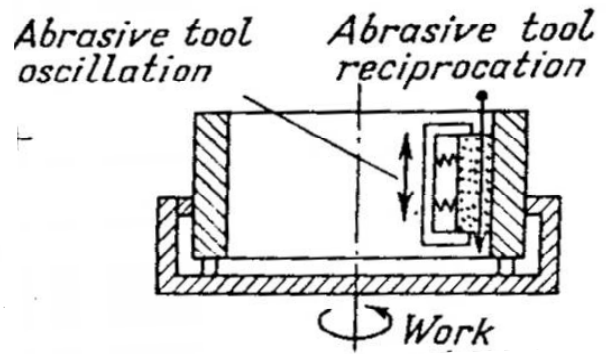 Abrasive tool
oscillation
Abrasive tool
reciprocation
Work